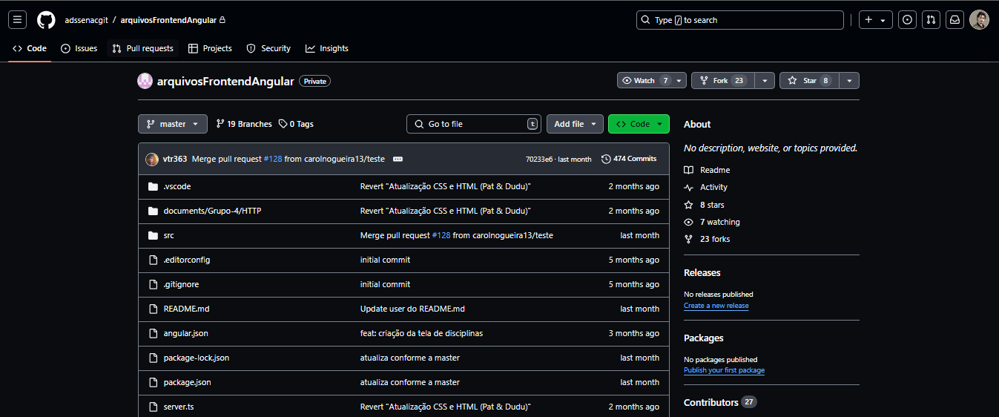 adssenacgit / arquivosFrontendAngular
Type / to search
Code Issues Pull requests Projects Security Insights
arquivosFrontendAngular Private
Watch 7 Fork 23 Star 8
master 19 Branches 0 Tags Go to file t Add file Code
vtr363 Merge pull request #128 from carolnogueira13/teste 70233e6 · last month 474 Commits
.vscode Revert "Atualização CSS e HTML (Pat & Dudu)" 2 months ago
documents/Grupo-4/HTTP Revert "Atualização CSS e HTML (Pat & Dudu)" 2 months ago
src Merge pull request #128 from carolnogueira13/teste last month
.editorconfig initial commit 5 months ago
.gitignore initial commit 5 months ago
README.md Update user do README.md last month
angular.json feat: criação da tela de disciplinas 3 months ago
package-lock.json atualiza conforme a master last month
package.json atualiza conforme a master last month
server.ts Revert "Atualização CSS e HTML (Pat & Dudu)" 2 months ago
About
No description, website, or topics provided.
Readme
Activity
8 stars
7 watching
23 forks
Releases
No releases published
Create a new release
Packages
No packages published
Publish your first package
Contributors 27